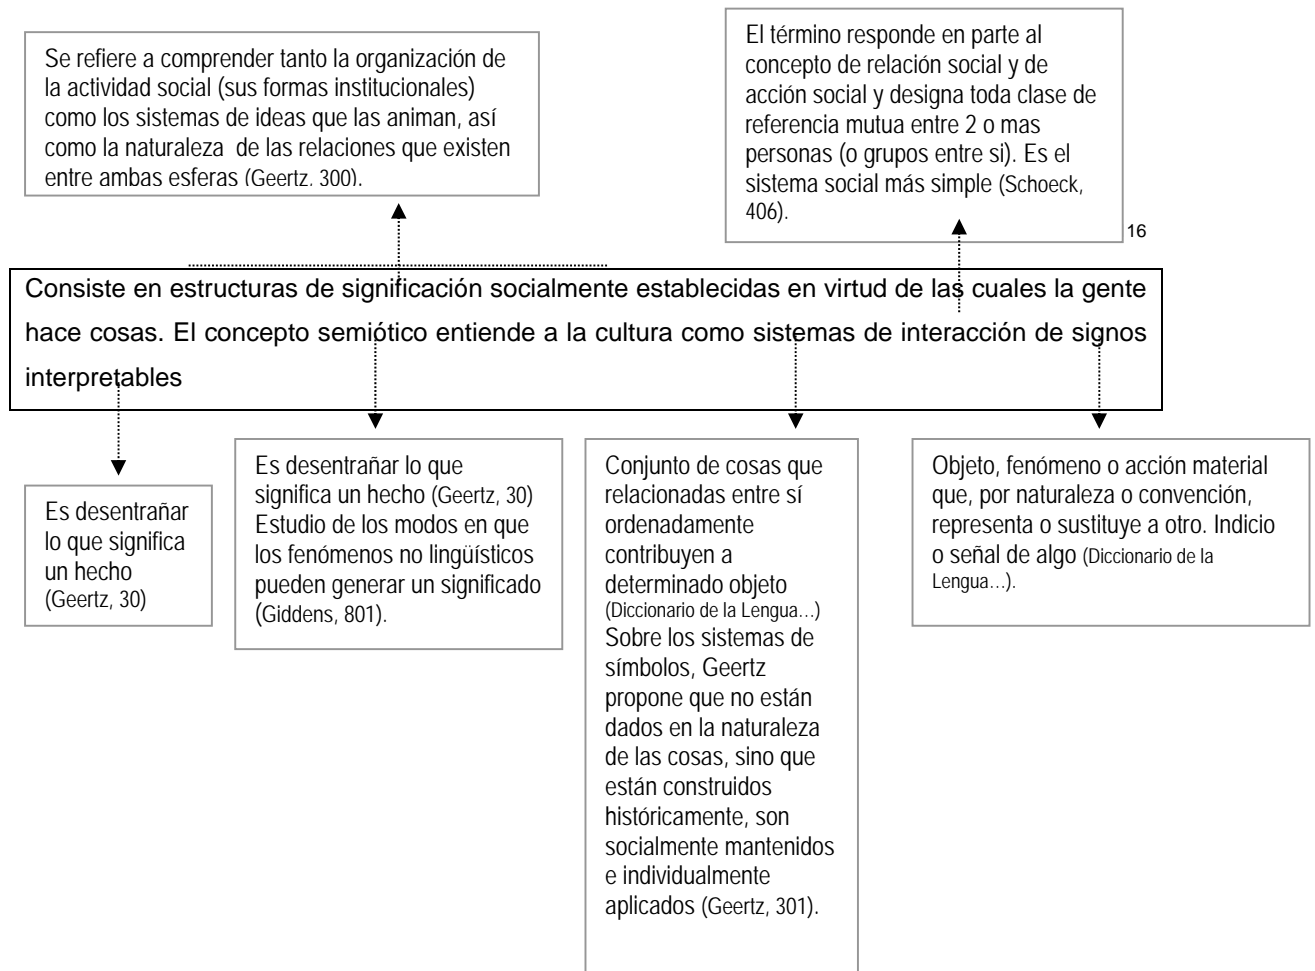 Se refiere a comprender tanto la organización de
la actividad social (sus formas institucionales)
como los sistemas de ideas que las animan, así
como la naturaleza de las relaciones que existen
entre ambas esferas (Geertz. 300).
El término responde en parte al
concepto de relación social y de
acción social y designa toda clase de
referencia mutua entre 2 o mas
personas (o grupos entre si). Es el
sistema social más simple (Schoeck,
406).
16
Consiste en estructuras de significación socialmente establecidas en virtud de las cuales la gente
hace cosas. El concepto semiótico entiende a la cultura como sistemas de interacción de signos
interpretables
Es desentrañar
lo que significa
un hecho
(Geertz, 30)
Es desentrañar lo que
significa un hecho (Geertz, 30)
Estudio de los modos en que
los fenómenos no lingüísticos
pueden generar un significado
(Giddens, 801).
Conjunto de cosas que
relacionadas entre sí
ordenadamente
contribuyen a
determinado objeto
(Diccionario de la Lengua…)
Sobre los sistemas de
símbolos, Geertz
propone que no están
dados en la naturaleza
de las cosas, sino que
están construidos
históricamente, son
socialmente mantenidos
e individualmente
aplicados (Geertz, 301).
Objeto, fenómeno o acción material
que, por naturaleza o convención,
representa o sustituye a otro. Indicio
o señal de algo (Diccionario de la
Lengua…).